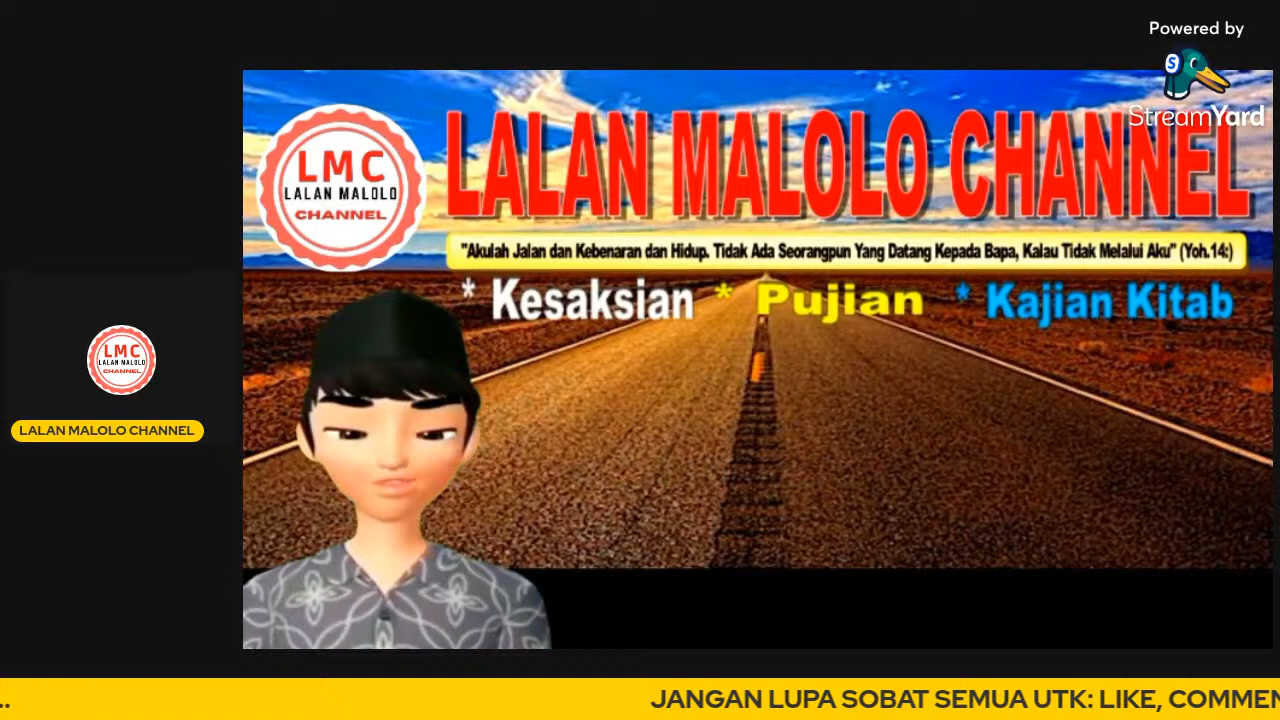 Powered by
StreamYard
LMC
LALAN MALOLO
CHANNEL
LALAN MALOLO CHANNEL
"Akulah Jalan dan Kebenaran dan Hidup. Tidak Ada Seorangpun Yang Datang Kepada Bapa, Kalau Tidak Melalui Aku" (Yoh.14:)
* Kesaksian * Pujian * Kajian Kitab
LMC
LALAN MALOLO
CHANNEL
LALAN MALOLO CHANNEL
.. JANGAN LUPA SOBAT SEMUA UTK: LIKE, COMMEN